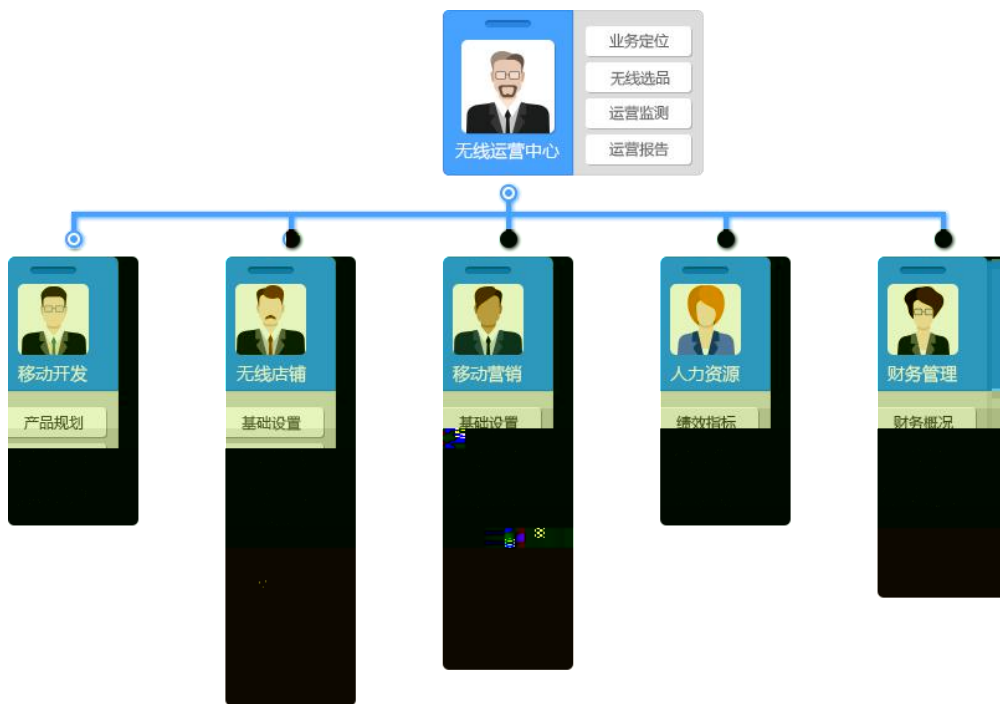 业务定位
无线选品
运营监测
运营报告
无线运营中心
移动开发
无线店铺
移动营销
人力资源
财务管理
产品规划
基础设置
基础设置
绩效指标
财务概况